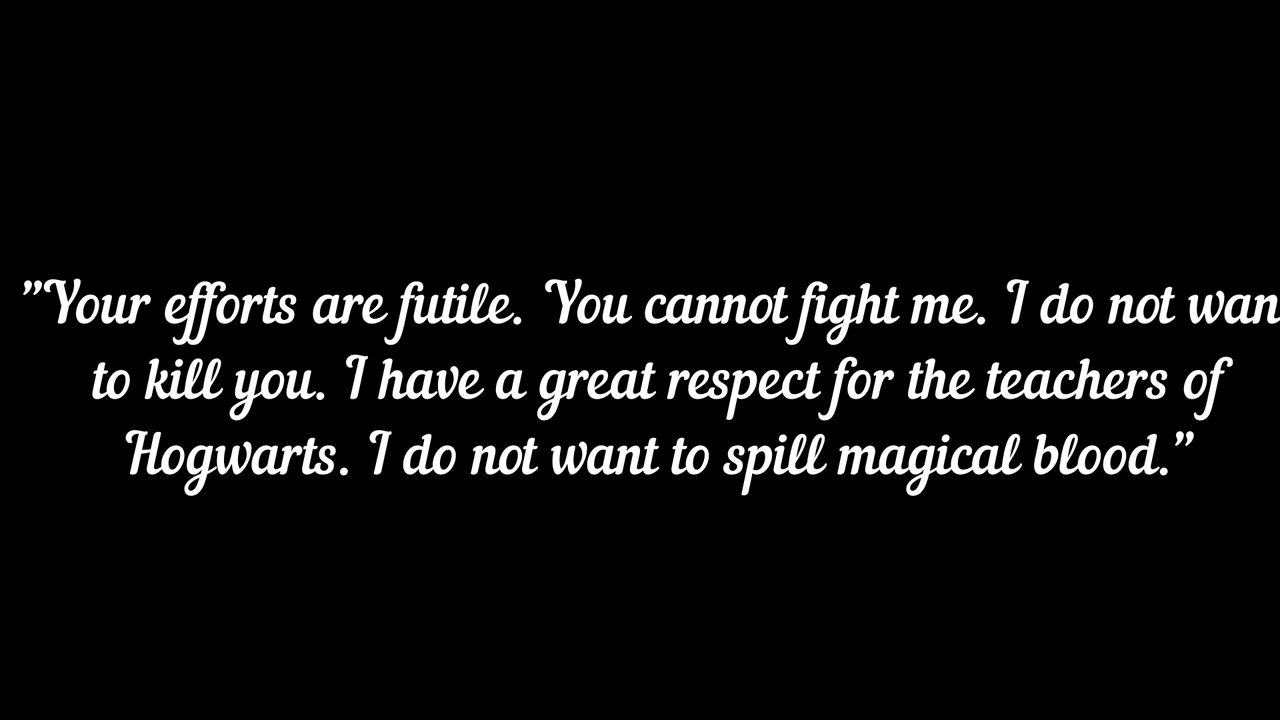 ”Your efforts are futile. You cannot fight me. I do not wan
to kill you. I have a great respect for the teachers of
Hogwarts. I do not want to spill magical blood.”